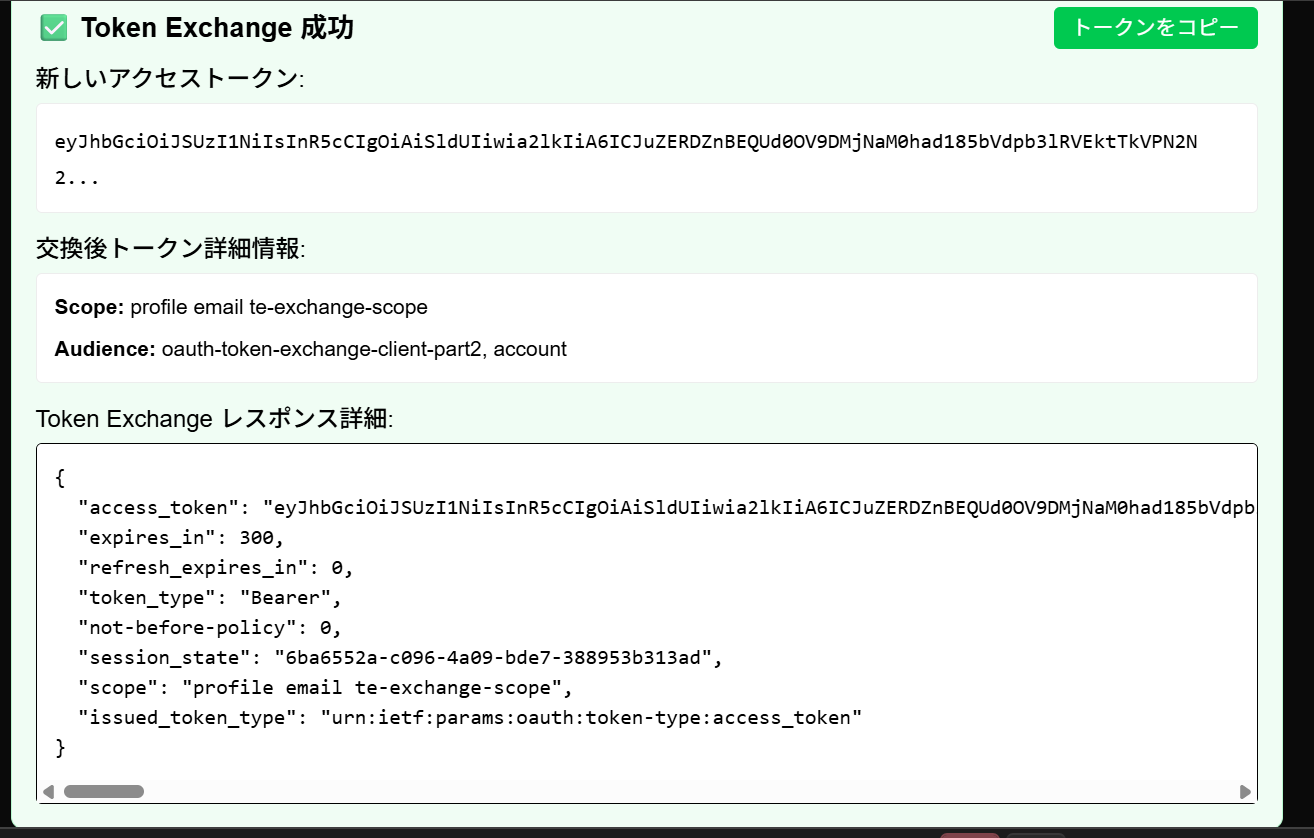 ✅ Token Exchange 成功
トークンをコピー
新しいアクセストークン:
eyJhbGciOiJSUzI1NiIsInR5cCIgOiAiSldUIiwia2lkIiA6ICJuZERDZnBEQUd0OV9DMjNaM0had185bVdpb3lRVEktTkVPN2N
2...
交換後トークン詳細情報:
Scope: profile email te-exchange-scope
Audience: oauth-token-exchange-client-part2, account
Token Exchange レスポンス詳細:
{
"access_token": "eyJhbGciOiJSUzI1NiIsInR5cCIgOiAiSldUIiwia2lkIiA6ICJuZERDZnBEQUd0OV9DMjNaM0had185bVdpb
"expires_in": 300,
"refresh_expires_in": 0,
"token_type": "Bearer",
"not-before-policy": 0,
"session_state": "6ba6552a-c096-4a09-bde7-388953b313ad",
"scope": "profile email te-exchange-scope",
"issued_token_type": "urn:ietf:params:oauth:token-type:access_token"
}